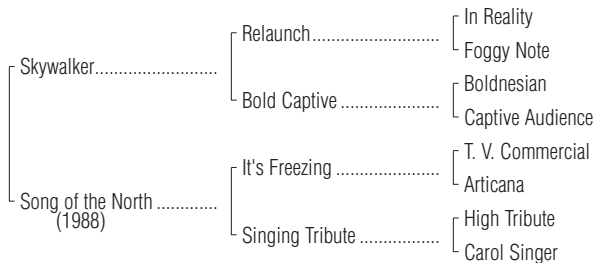 In Reality
Relaunch..........................
Foggy Note
Skywalker..........................
Boldnesian
Bold Captive .....................
Captive Audience
T. V. Commercial
It's Freezing ......................
Articana
Song of the North .............
(1988)
High Tribute
Singing Tribute .................
Carol Singer